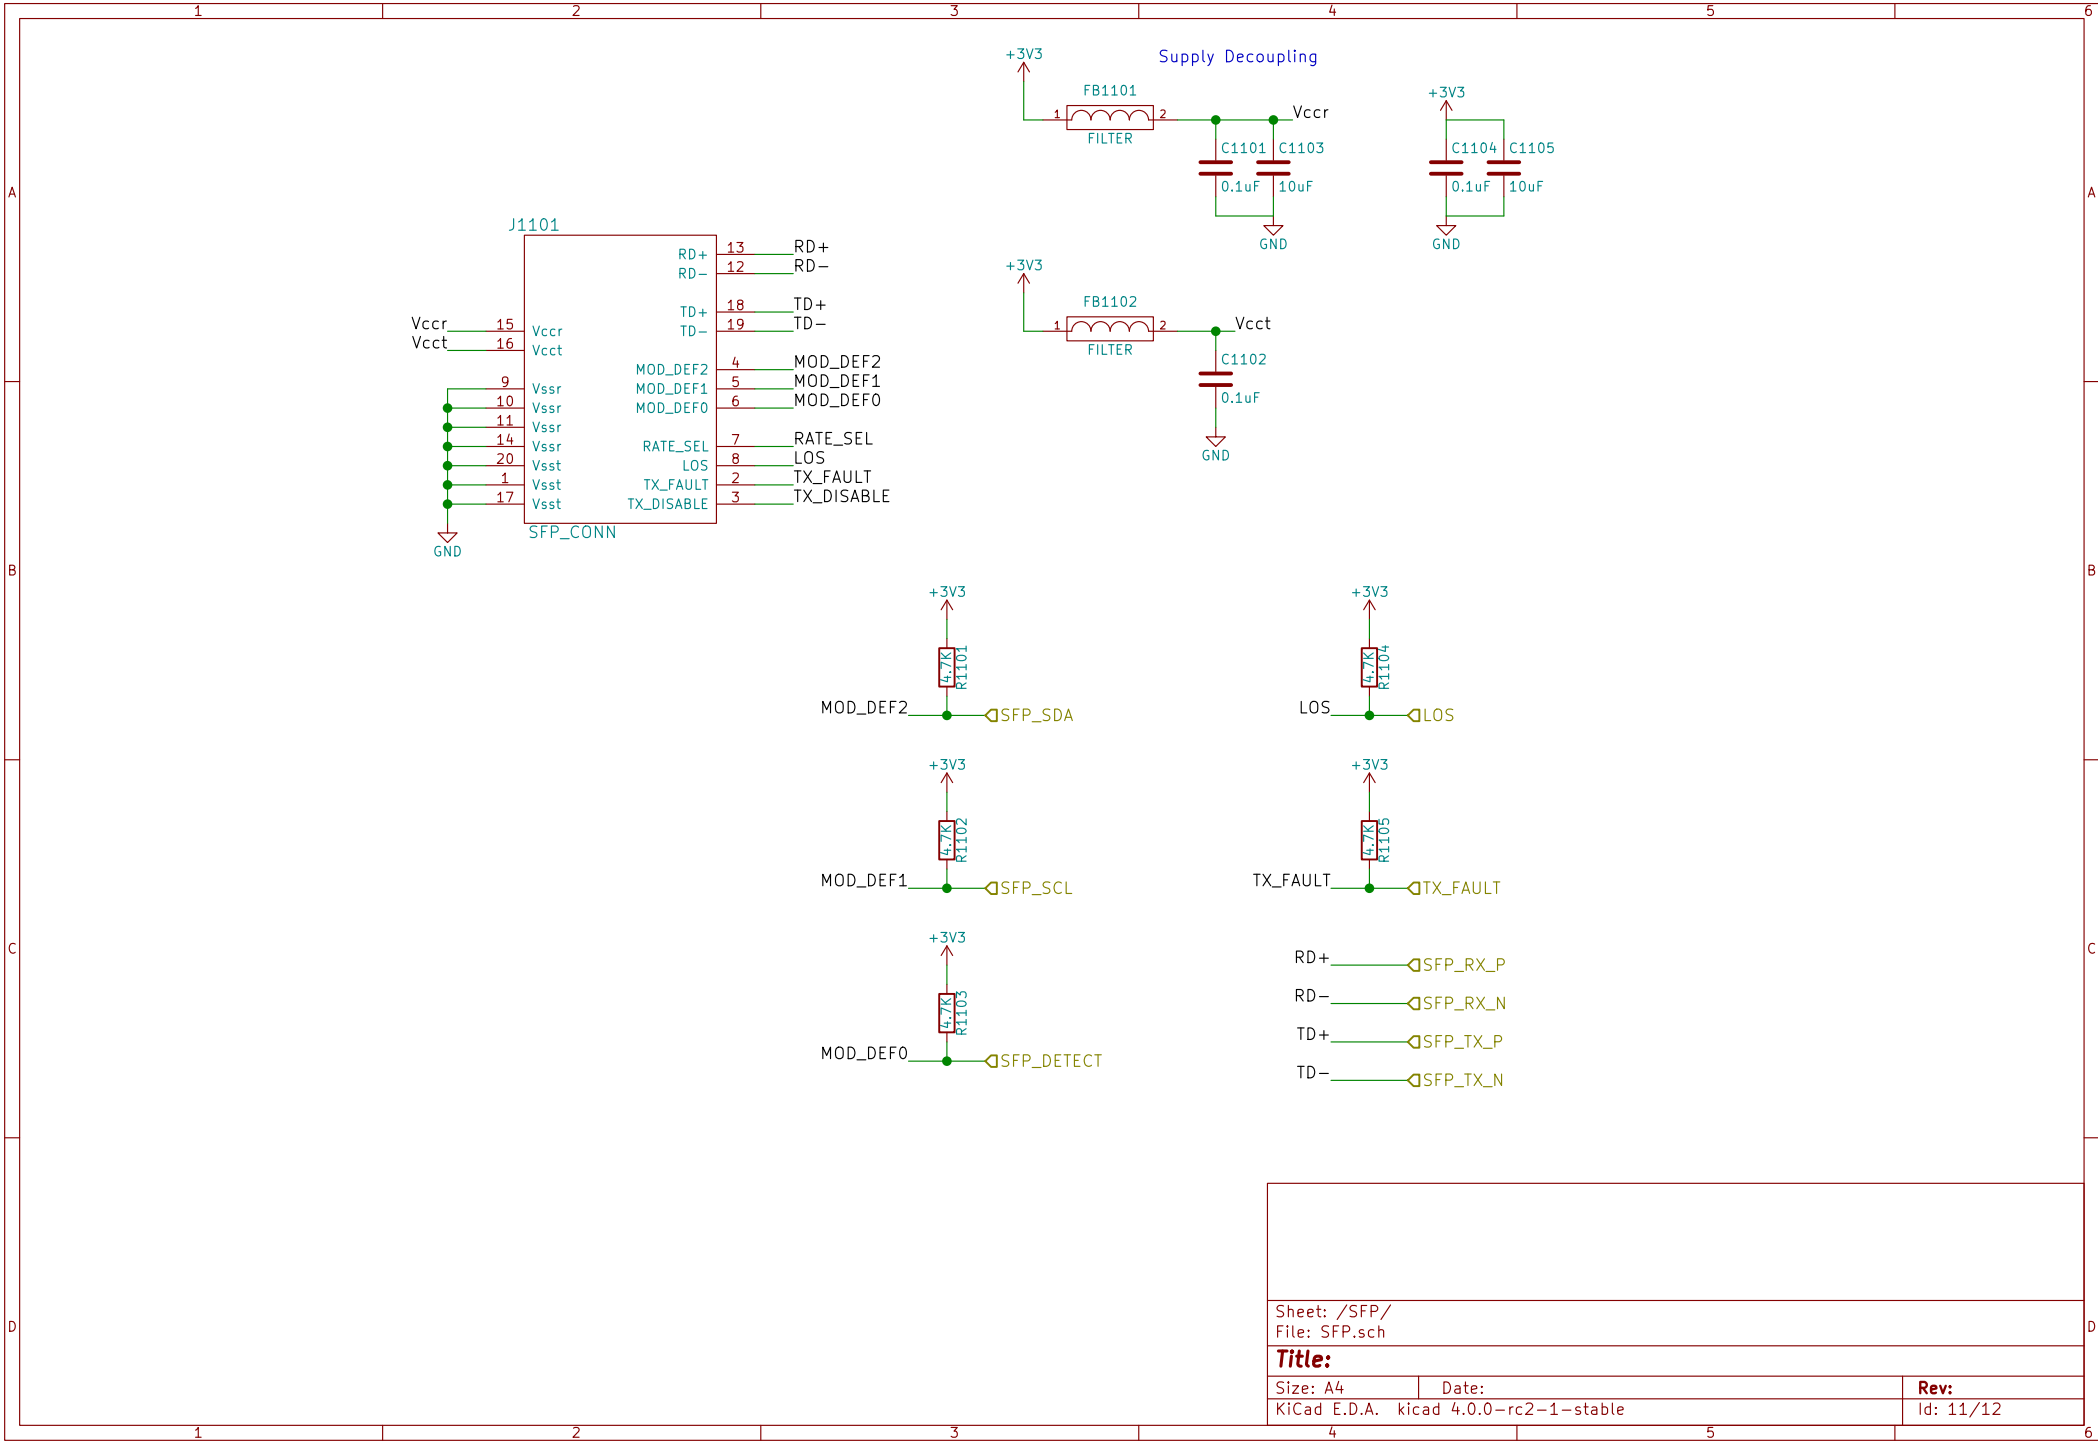 1 2 3 4 5 6
A A
B B
C C
D D
Supply Decoupling
+3V3
FB1101
1 2
FILTER
Vccr
C1101
0.1uF
C1103
10uF
GND
+3V3
C1104
0.1uF
C1105
10uF
GND
+3V3
FB1102
1 2
FILTER
Vcct
C1102
0.1uF
GND
J1101
RD+ 13 RD+
RD- 12 RD-
TD+ 18 TD+
Vccr 15 Vccr TD- 19 TD-
Vcct 16 Vcct
MOD_DEF2 4 MOD_DEF2
9 Vssr MOD_DEF1 5 MOD_DEF1
10 Vssr MOD_DEF0 6 MOD_DEF0
11 Vssr
14 Vssr RATE_SEL 7 RATE_SEL
20 Vsst LOS 8 LOS
1 Vsst TX_FAULT 2 TX_FAULT
17 Vsst TX_DISABLE 3 TX_DISABLE
SFP_CONN
GND
+3V3
4.7K
R1101
MOD_DEF2 SFP_SDA
+3V3
4.7K
R1104
LOS LOS
+3V3
4.7K
R1102
MOD_DEF1 SFP_SCL
+3V3
4.7K
R1105
TX_FAULT TX_FAULT
+3V3
4.7K
R1103
MOD_DEF0 SFP_DETECT
RD+ SFP_RX_P
RD- SFP_RX_N
TD+ SFP_TX_P
TD- SFP_TX_N
Sheet: /SFP/
File: SFP.sch
Title:
Size: A4 Date: Rev:
KiCad E.D.A. kicad 4.0.0-rc2-1-stable Id: 11/12
1 2 3 4 5 6